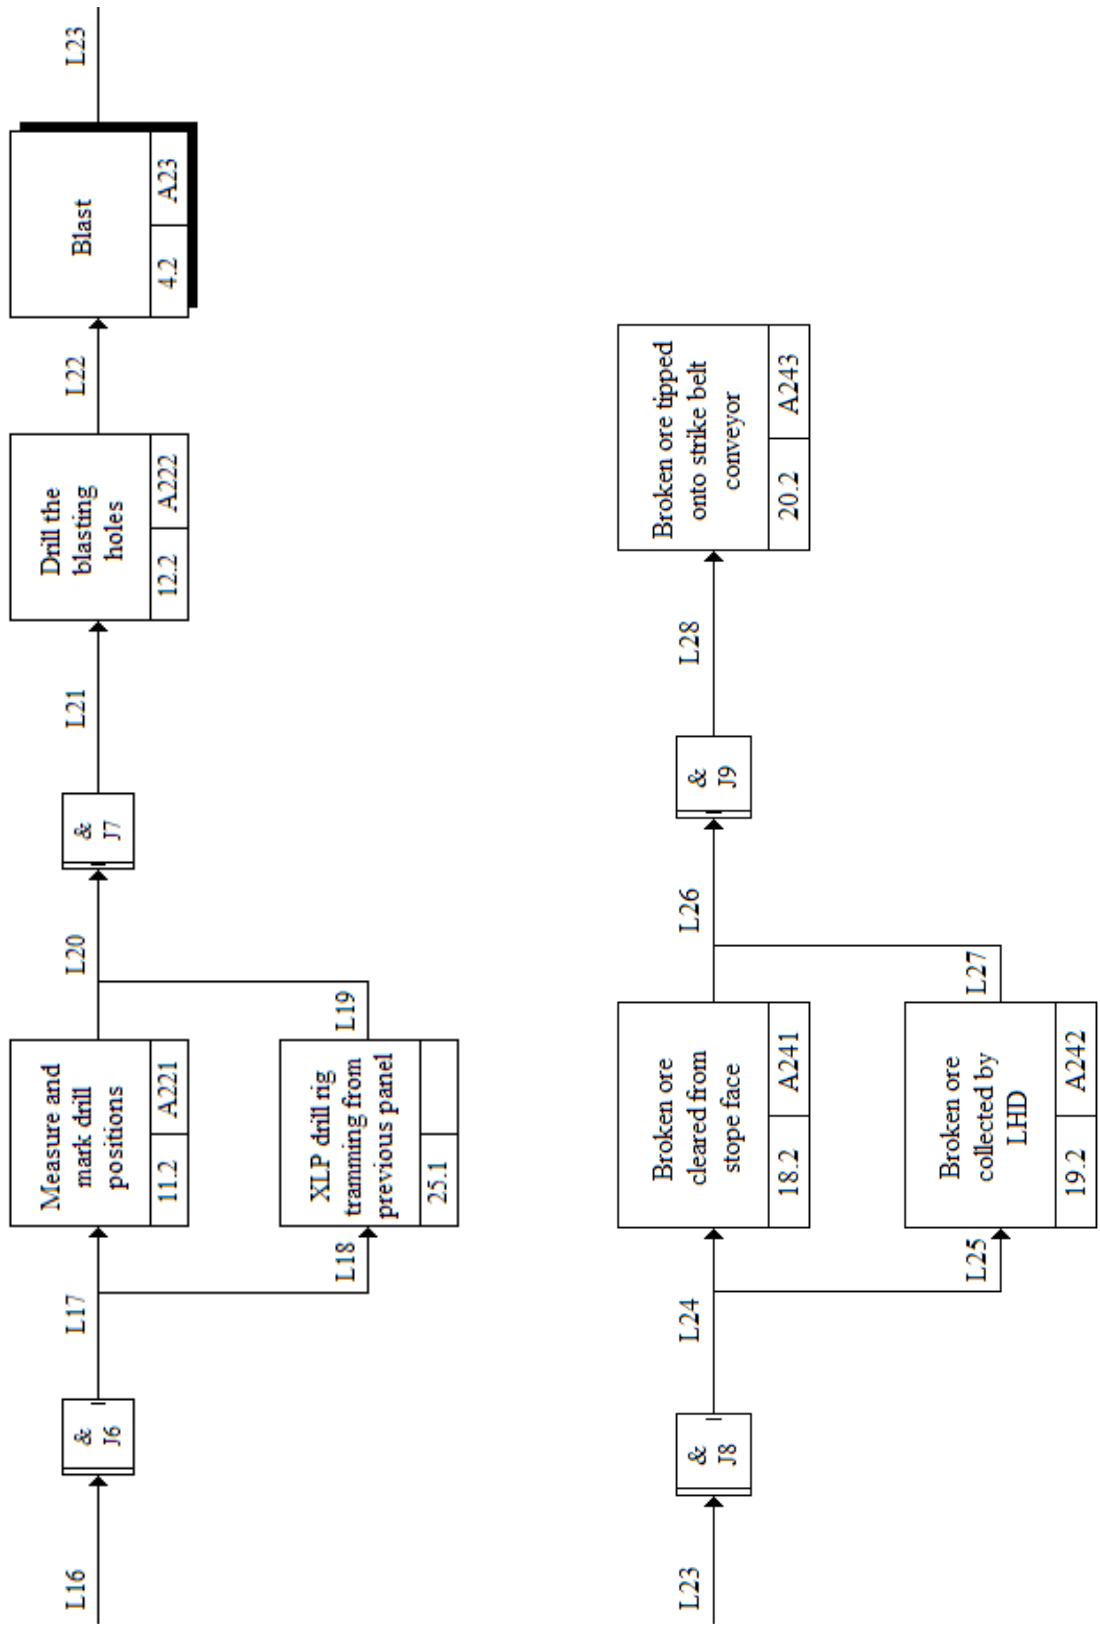 L16
&
J6
L17
Measure and
mark drill
positions
11.2
A221
L18
XLP drill rig
tramming from
previous panel
25.1
L19
L20
&
J7
L21
Drill the
blasting
holes
12.2
A222
L22
Blast
4.2
A23
L23
L23
&
J8
L24
Broken ore
cleared from
stope face
18.2
A241
L25
Broken ore
collected by
LHD
19.2
A242
L27
L26
&
J9
L28
Broken ore tipped
onto strike belt
conveyor
20.2
A243